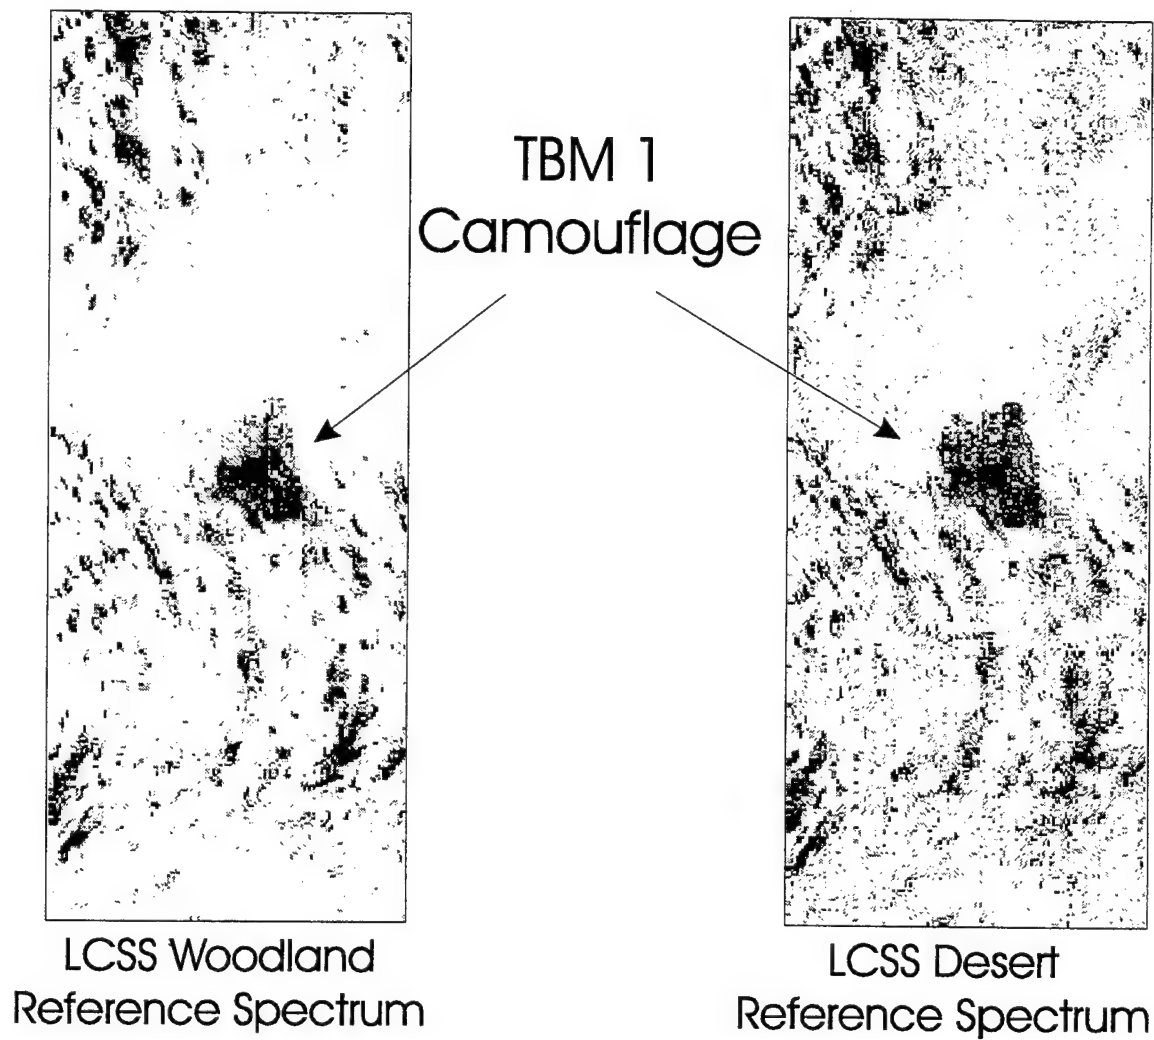 TBM 1
Camouflage
LCSS Woodland
Reference Spectrum
LCSS Desert
Reference Spectrum